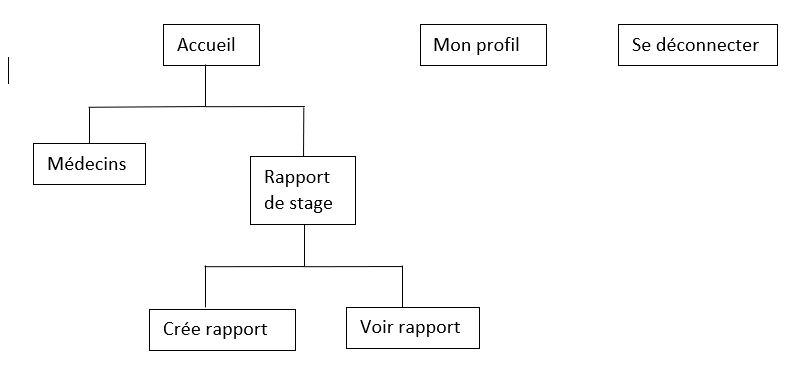 Accueil
Mon profil
Se déconnecter
Médecins
Rapport
de stage
Crée rapport
Voir rapport